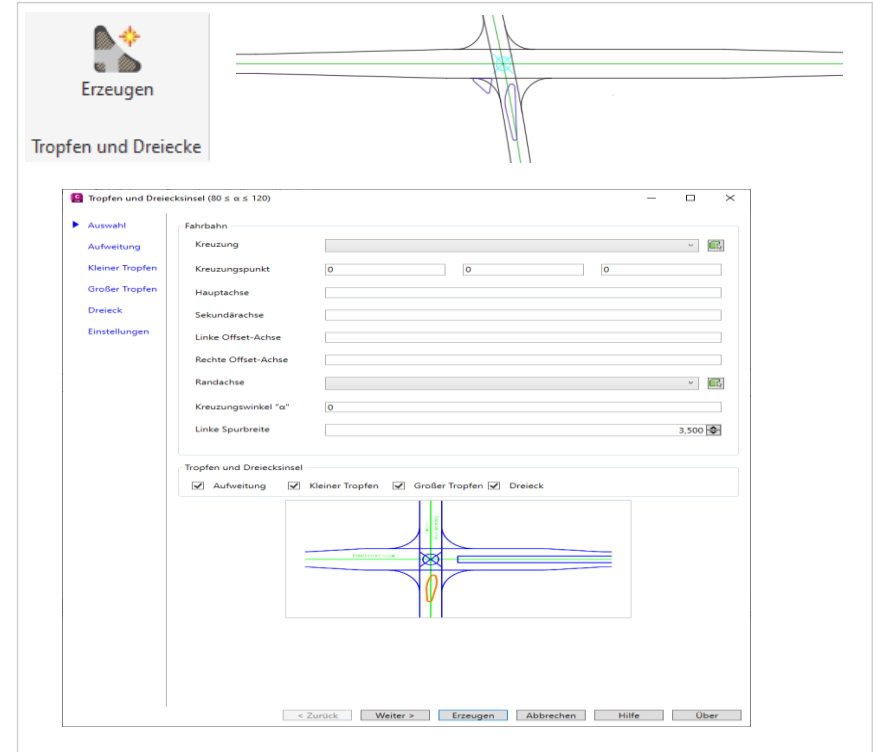 Erzeugen
Tropfen und Dreiecke
Tropfen und Dreiecksinsel (80 ≤ α ≤ 120)
Auswahl
Aufweitung
Kleiner Tropfen
Großer Tropfen
Dreieck
Einstellungen
Fahrbahn
Kreuzung
Kreuzungspunkt 0 0 0
Hauptachse
Sekundärachse
Linke Offset-Achse
Rechte Offset-Achse
Randachse
Kreuzungswinkel "α" 0
Linke Spurbreite 3,500
Tropfen und Dreiecksinsel
Aufweitung Kleiner Tropfen Großer Tropfen Dreieck
< Zurück Weiter > Erzeugen Abbrechen Hilfe Über